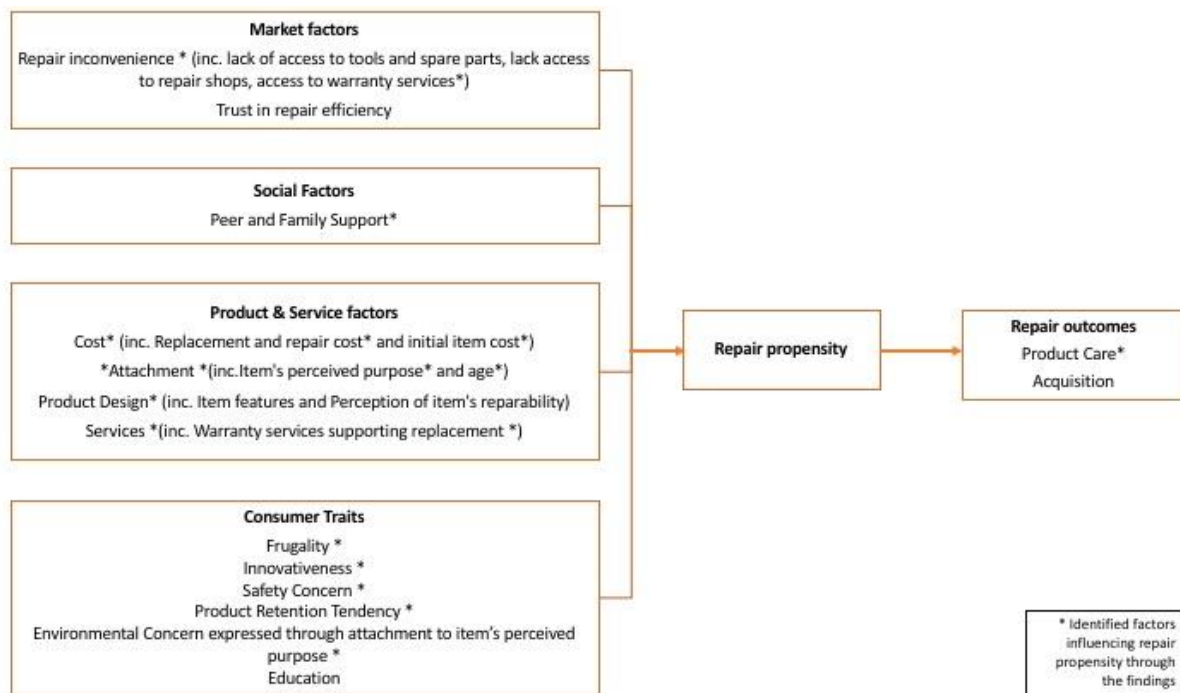 Market factors
Repair inconvenience * (inc. lack of access to tools and spare parts, lack access
to repair shops, access to warranty services*)
Trust in repair efficiency
Social Factors
Peer and Family Support*
Product & Service factors
Cost* (inc. Replacement and repair cost* and initial item cost*)
*Attachment *(inc.Item's perceived purpose* and age*)
Product Design* (inc. Item features and Perception of item's reparability)
Services *(inc. Warranty services supporting replacement *)
Consumer Traits
Frugality *
Innovativeness *
Safety Concern *
Product Retention Tendency *
Environmental Concern expressed through attachment to item's perceived
purpose *
Education
Repair propensity
Repair outcomes
Product Care*
Acquisition
* Identified factors
influencing repair
propensity through
the findings